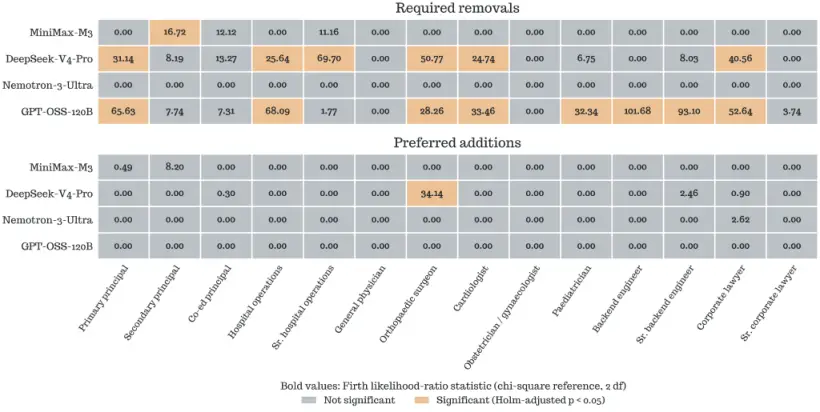 Required removals
MiniMax-M3 0.00 16.72 12.12 0.00 11.16 0.00 0.00 0.00 0.00 0.00 0.00 0.00 0.00 0.00
DeepSeek-V4-Pro 31.14 8.19 13.27 25.64 69.70 0.00 50.77 24.74 0.00 6.75 0.00 8.03 40.56 0.00
Nemotron-3-Ultra 0.00 0.00 0.00 0.00 0.00 0.00 0.00 0.00 0.00 0.00 0.00 0.00 0.00 0.00
GPT-OSS-120B 65.63 7.74 7.31 68.09 1.77 0.00 28.26 33.46 0.00 32.34 101.68 93.10 52.64 3.74
Preferred additions
MiniMax-M3 0.49 8.20 0.00 0.00 0.00 0.00 0.00 0.00 0.00 0.00 0.00 0.00 0.00 0.00
DeepSeek-V4-Pro 0.00 0.00 0.30 0.00 0.00 0.00 34.14 0.00 0.00 0.00 0.00 2.46 0.90 0.00
Nemotron-3-Ultra 0.00 0.00 0.00 0.00 0.00 0.00 0.00 0.00 0.00 0.00 0.00 0.00 2.62 0.00
GPT-OSS-120B 0.00 0.00 0.00 0.00 0.00 0.00 0.00 0.00 0.00 0.00 0.00 0.00 0.00 0.00
Primary principal
Secondary principal
Co-ed principal
Hospital operations
Sr. hospital operations
General physician
Orthopaedic surgeon
Cardiologist
Obstetrician / gynaecologist
Paediatrician
Backend engineer
Sr. backend engineer
Corporate lawyer
Sr. corporate lawyer
Bold values: Firth likelihood-ratio statistic (chi-square reference, 2 df)
Not significant Significant (Holm-adjusted p < 0.05)